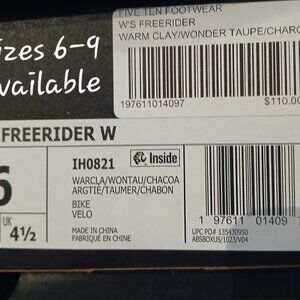 FIVE TEN FOOTWEAR
W'S FREERIDER
WARM CLAY/WONDER TAUPE/CHARC
197611014097
$110.00
izes 6-9
vailable
FREERIDER W
6
UK
4½
IH0821
Inside
WARCLA/WONTAU/CHACOA
ARGTIÉ/TAUMER/CHABON
BIKE
VELO
MADE IN CHINA
FABRIQUÉ EN CHINE
1 97611 01409
UPC PO# 135430950
ABSBOXUS/1023/V04